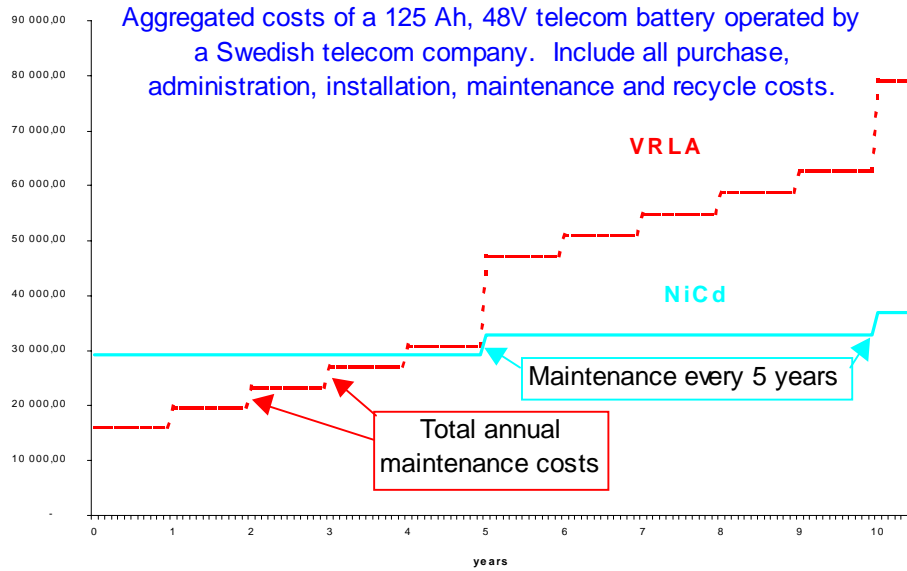 Aggregated costs of a 125 Ah, 48V telecom battery operated by
a Swedish telecom company. Include all purchase,
administration, installation, maintenance and recycle costs.
90 000,00
80 000,00
70 000,00
60 000,00
50 000,00
40 000,00
30 000,00
20 000,00
10 000,00
-
VRLA
NiCd
Maintenance every 5 years
Total annual
maintenance costs
0 1 2 3 4 5 6 7 8 9 10
years